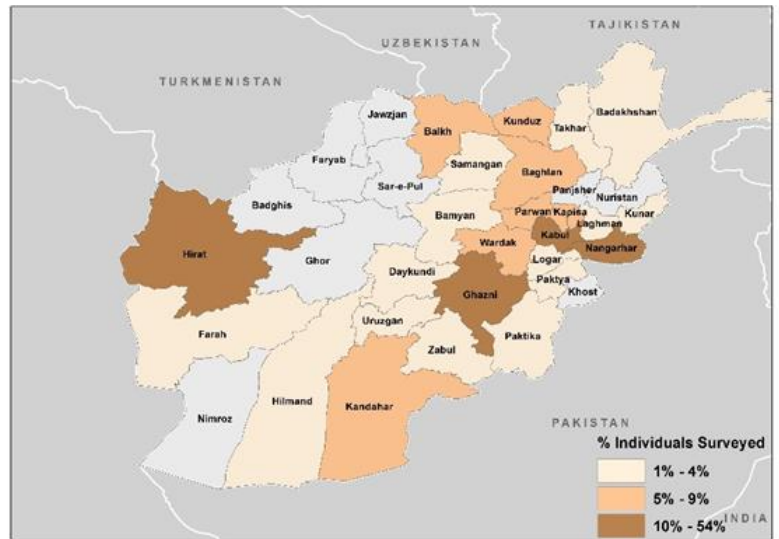 TAJIKISTAN
UZBEKISTAN
TURKMENISTAN
Jawzjan
Balkh
Kunduz
Takhar
Badakhshan
Faryab
Samangan
Baghlan
Sar-e-Pul
Panjsher
Nuristan
Badghis
Bamyan
Parwan
Kapisa
Kunar
Laghman
Kabul
Wardak
Nangarhar
Hirat
Ghor
Logar
Daykundi
Paktya
Ghazni
Khost
Uruzgan
Farah
Paktika
Zabul
Hilmand
Kandahar
Nimroz
PAKISTAN
% Individuals Surveyed
1% - 4%
5% - 9%
10% - 54%
INDIA